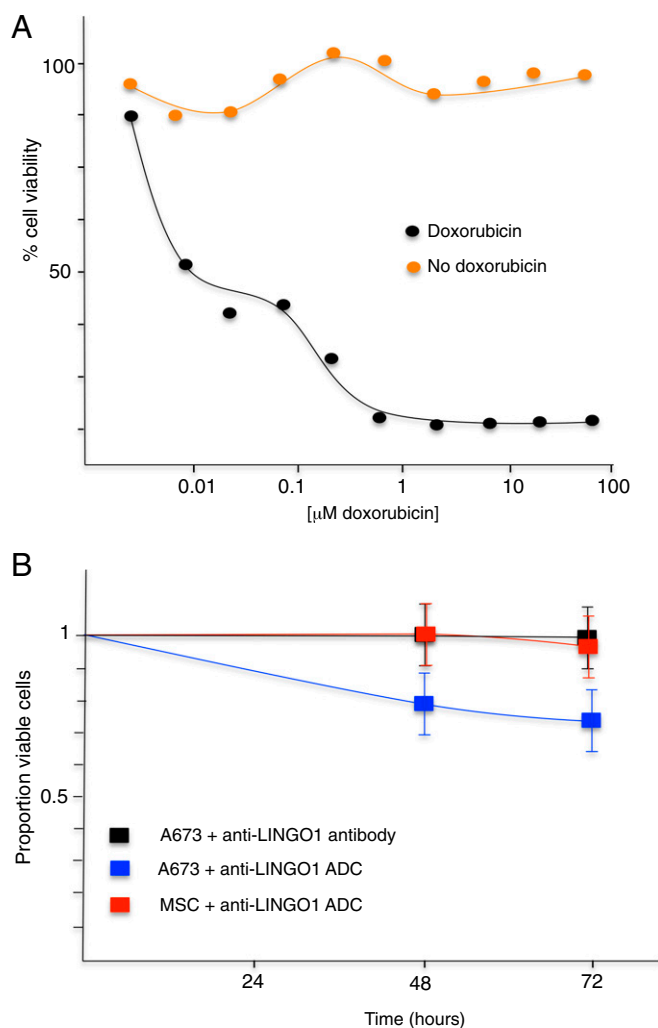 A
100
50
% cell viability
Doxorubicin
No doxorubicin
0.01 0.1 1 10 100
[μM doxorubicin]
B
1
0.5
Proportion viable cells
A673 + anti-LINGO1 antibody
A673 + anti-LINGO1 ADC
MSC + anti-LINGO1 ADC
24 48 72
Time (hours)